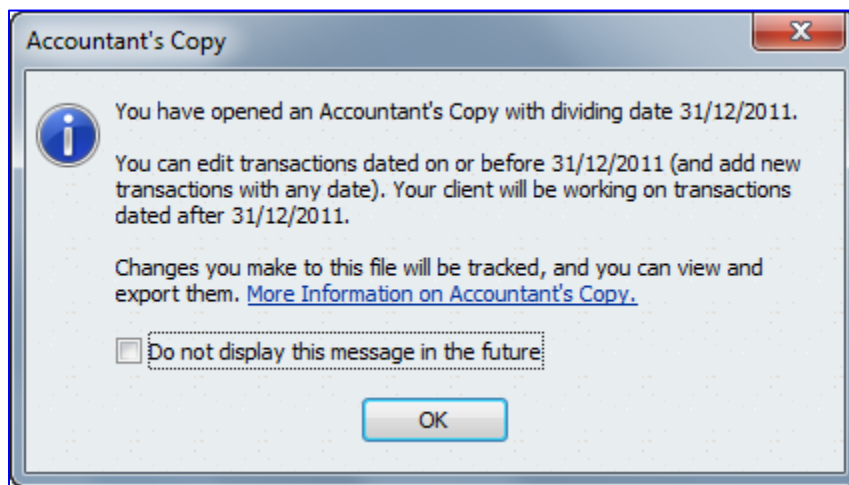 Accountant's Copy
You have opened an Accountant's Copy with dividing date 31/12/2011.
You can edit transactions dated on or before 31/12/2011 (and add new
transactions with any date). Your client will be working on transactions
dated after 31/12/2011.
Changes you make to this file will be tracked, and you can view and
export them. More Information on Accountant's Copy.
Do not display this message in the future
OK